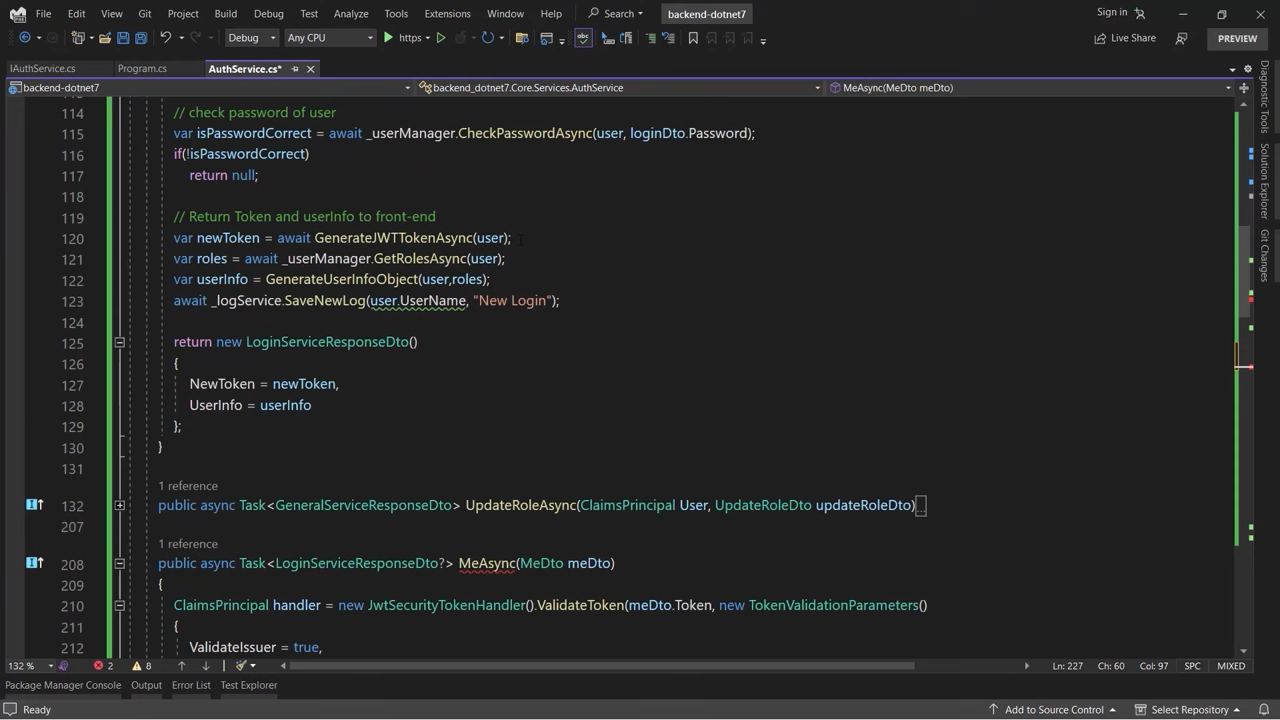 File Edit View Git Project Build Debug Test Analyze Tools Extensions Window Help Search backend-dotnet7 Sign in
Debug Any CPU https Live Share PREVIEW
IAuthService.cs Program.cs AuthService.cs*
backend-dotnet7 backend_dotnet7.Core.Services.AuthService MeAsync(MeDto meDto)
114 // check password of user
115 var isPasswordCorrect = await _userManager.CheckPasswordAsync(user, loginDto.Password);
116 if(!isPasswordCorrect)
117 return null;
118
119 // Return Token and userInfo to front-end
120 var newToken = await GenerateJWTTokenAsync(user);
121 var roles = await _userManager.GetRolesAsync(user);
122 var userInfo = GenerateUserInfoObject(user,roles);
123 await _logService.SaveNewLog(user.UserName, "New Login");
124
125 return new LoginServiceResponseDto()
126 {
127 NewToken = newToken,
128 UserInfo = userInfo
129 };
130 }
131
1 reference
132 public async Task<GeneralServiceResponseDto> UpdateRoleAsync(ClaimsPrincipal User, UpdateRoleDto updateRoleDto)...
207
1 reference
208 public async Task<LoginServiceResponseDto?> MeAsync(MeDto meDto)
209 {
210 ClaimsPrincipal handler = new JwtSecurityTokenHandler().ValidateToken(meDto.Token, new TokenValidationParameters()
211 {
212 ValidateIssuer = true,
132 % 2 8 Ln: 227 Ch: 60 Col: 97 SPC MIXED
Package Manager Console Output Error List Test Explorer
Ready Add to Source Control Select Repository
Diagnostic Tools
Solution Explorer
Git Changes